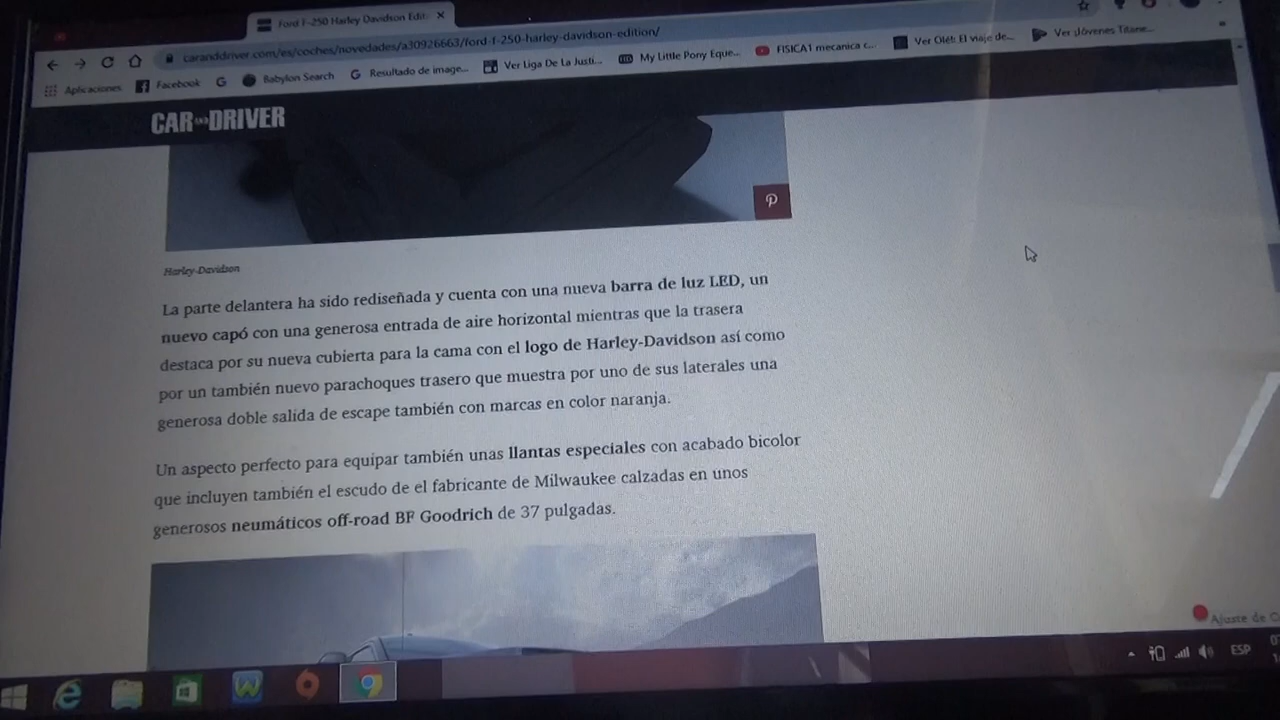 Ford F-250 Harley Davidson Edit
caranddriver.com/es/coches/novedades/a30926663/ford-f-250-harley-davidson-edition/
Aplicaciones Facebook Babylon Search Resultado de image... Ver Liga De La Justi... My Little Pony Eque... FISICA1 mecanica c... Ver Olé!: El viaje de... Ver ¡Jóvenes Titane...
CAR AND DRIVER
Harley-Davidson
La parte delantera ha sido rediseñada y cuenta con una nueva barra de luz LED, un
nuevo capó con una generosa entrada de aire horizontal mientras que la trasera
destaca por su nueva cubierta para la cama con el logo de Harley-Davidson así como
por un también nuevo parachoques trasero que muestra por uno de sus laterales una
generosa doble salida de escape también con marcas en color naranja.
Un aspecto perfecto para equipar también unas llantas especiales con acabado bicolor
que incluyen también el escudo de el fabricante de Milwaukee calzadas en unos
generosos neumáticos off-road BF Goodrich de 37 pulgadas.
Ajuste de
ESP